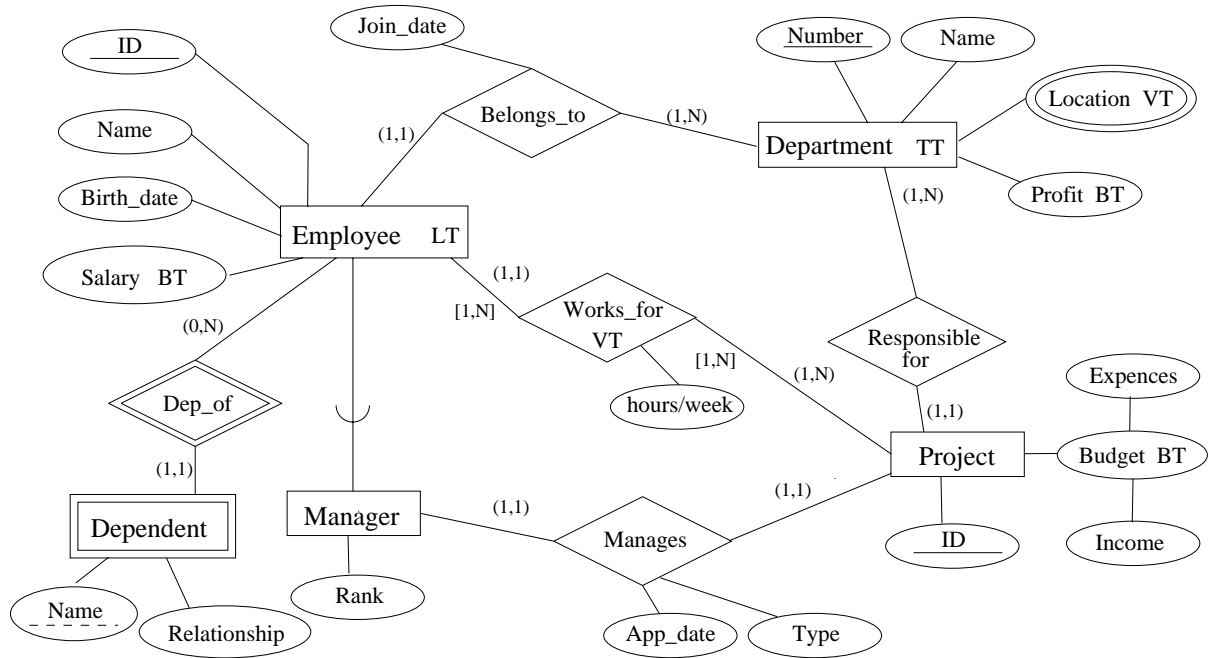 Join_date
ID
Number
Name
Location VT
Belongs_to
(1,1)
(1,N)
Name
Department TT
Birth_date
(1,N)
Profit BT
Employee LT
Salary BT
(1,1)
[1,N]
Works_for
VT
(0,N)
Responsible
for
[1,N]
(1,N)
Expences
Dep_of
hours/week
(1,1)
Project
Budget BT
(1,1)
(1,1)
(1,1)
Dependent
Manager
Manages
ID
Income
Name
Rank
Relationship
App_date
Type